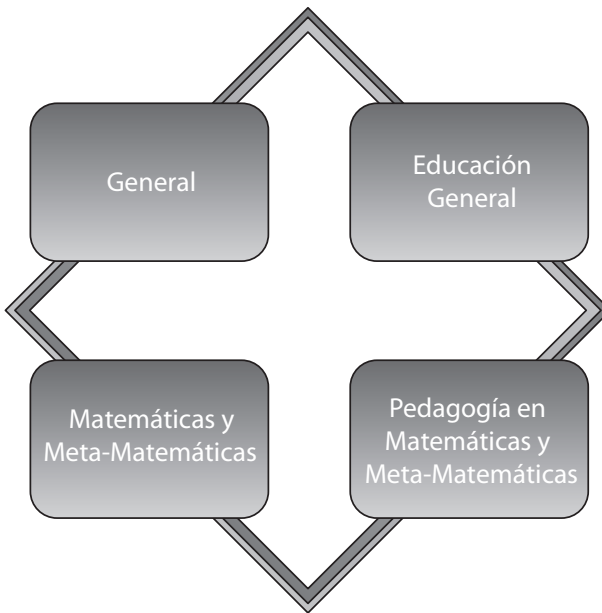 General
Educación
General
Matemáticas y
Meta-Matemáticas
Pedagogía en
Matemáticas y
Meta-Matemáticas